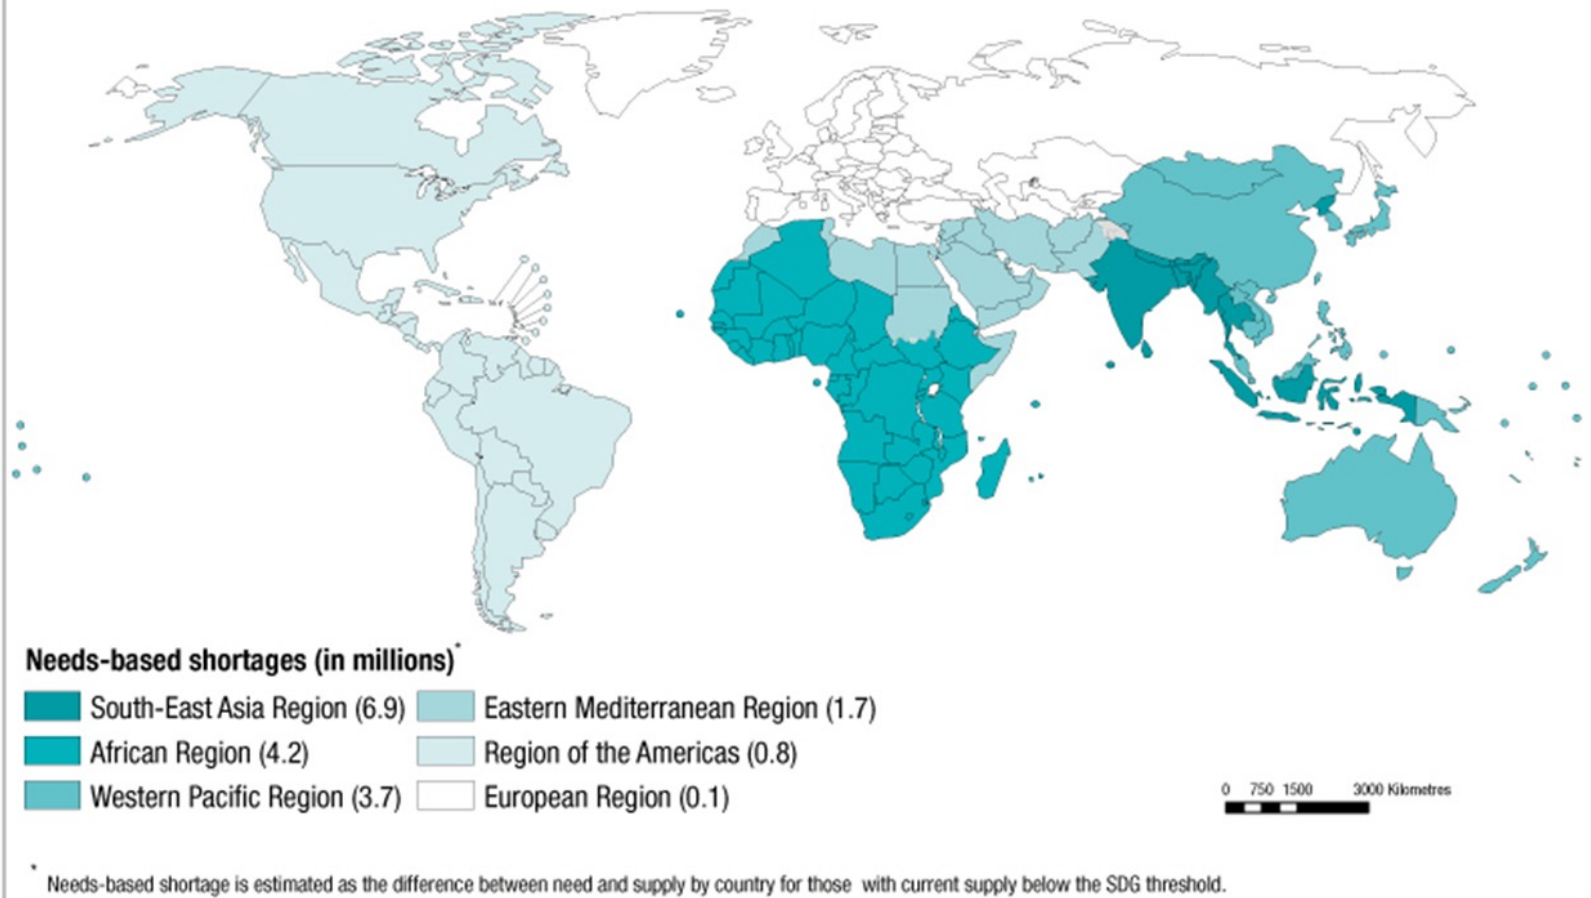 Needs-based shortages (in millions)*
South-East Asia Region (6.9)
African Region (4.2)
Western Pacific Region (3.7)
Eastern Mediterranean Region (1.7)
Region of the Americas (0.8)
European Region (0.1)
0 750 1500 3000 Kilometres
* Needs-based shortage is estimated as the difference between need and supply by country for those with current supply below the SDG threshold.